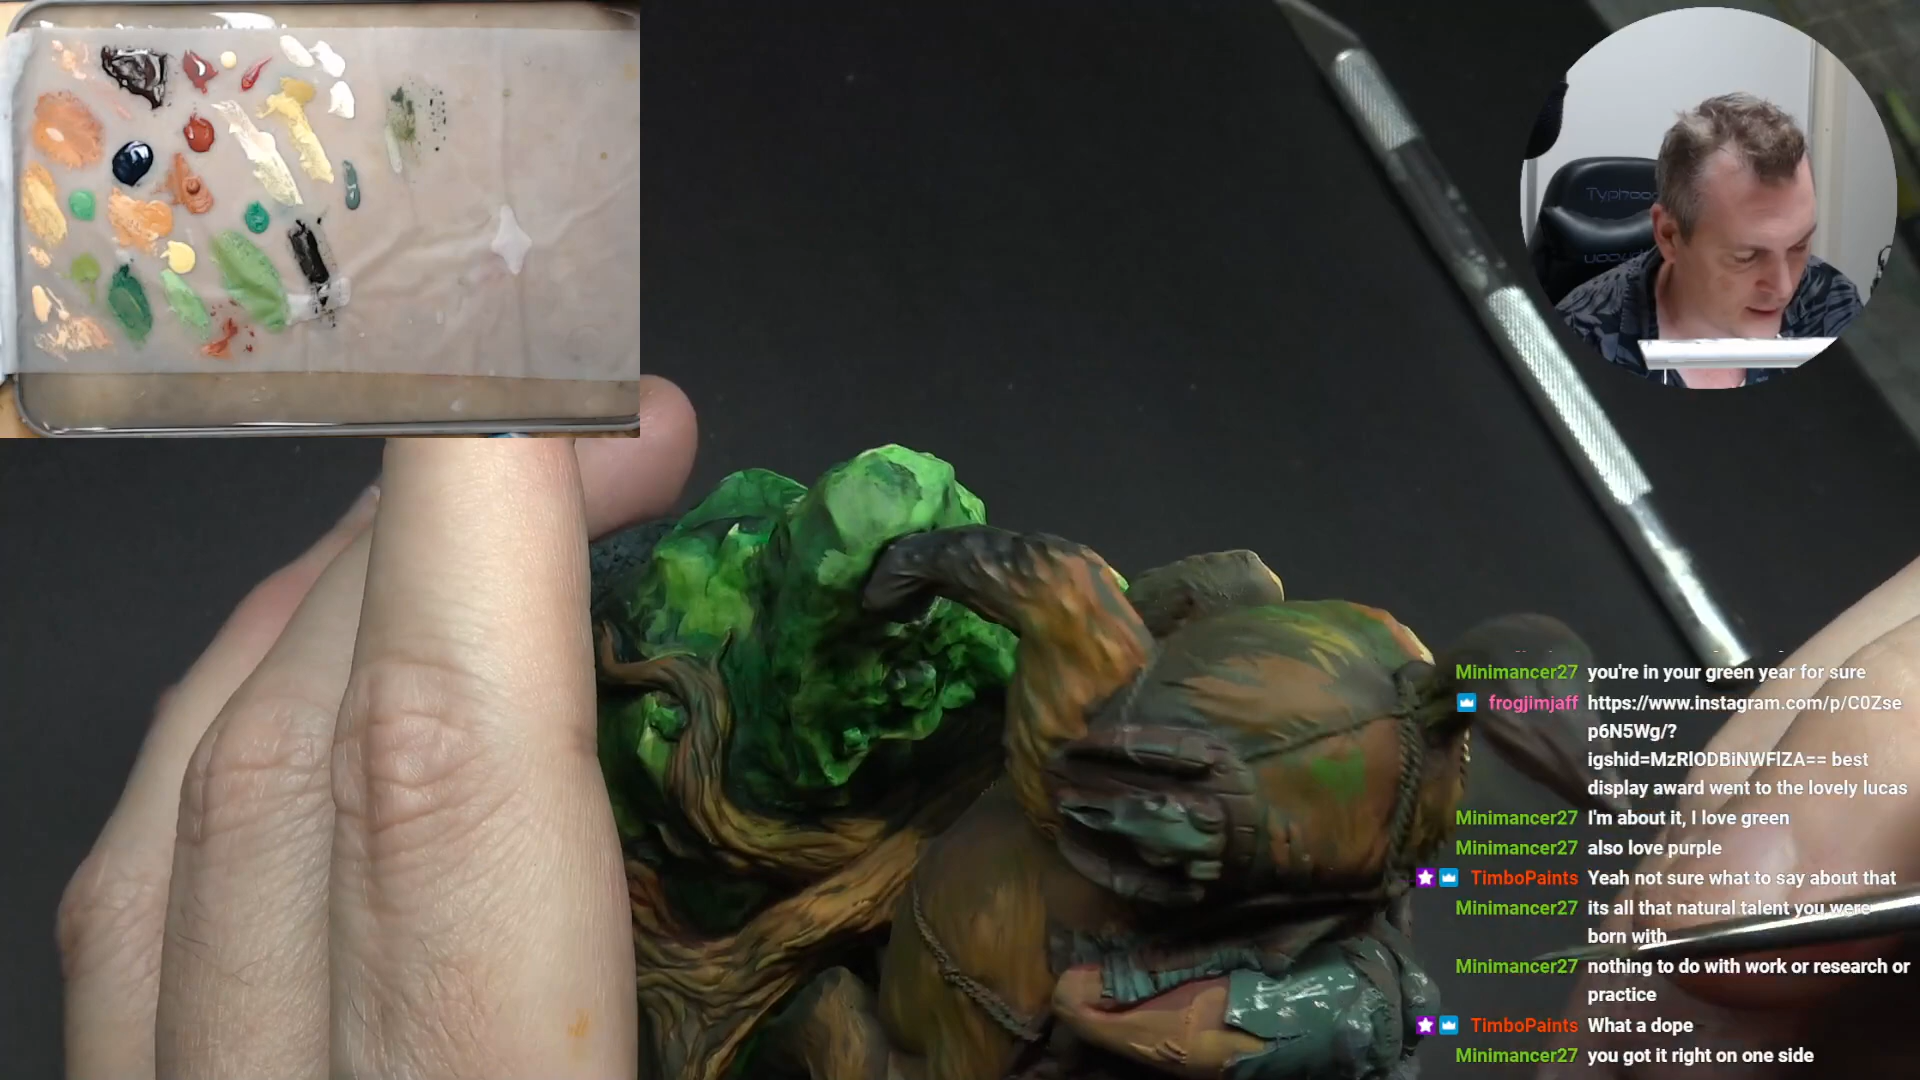 Typhoon
Minimancer27 you're in your green year for sure
frogjimjaff https://www.instagram.com/p/C0Zse
p6N5Wg/?
igshid=MzRlODBiNWFlZA== best
display award went to the lovely lucas
Minimancer27 I'm about it, I love green
Minimancer27 also love purple
TimboPaints Yeah not sure what to say about that
Minimancer27 its all that natural talent you were
born with
Minimancer27 nothing to do with work or research or
practice
TimboPaints What a dope
Minimancer27 you got it right on one side